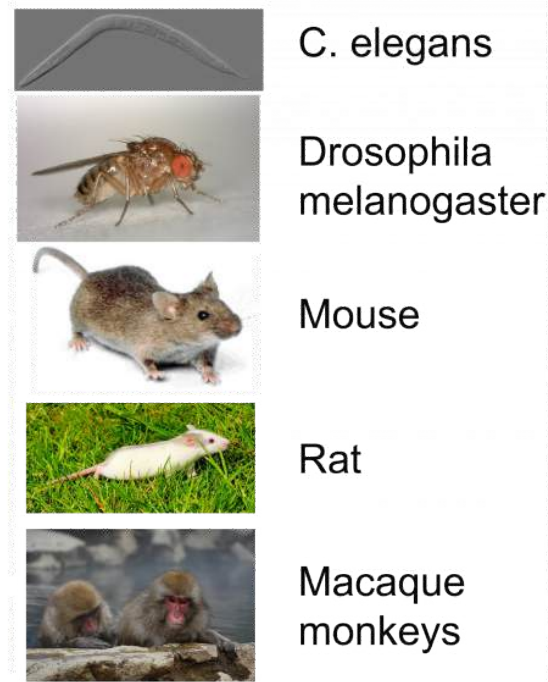 C. elegans
Drosophila
melanogaster
Mouse
Rat
Macaque
monkeys